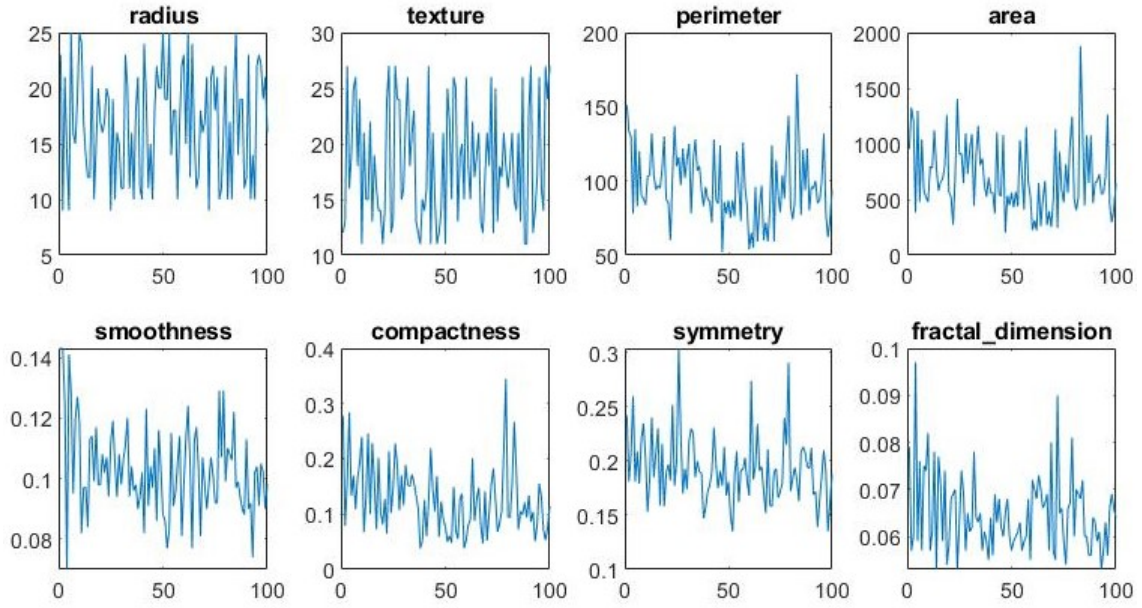 radius texture perimeter area
25 30 200 2000
20 25 150 1500
15 20 100 1000
10 15 50 500
5 10 0
0 50 100 0 50 100 0 50 100 0 50 100
smoothness compactness symmetry fractal_dimension
0.14 0.4 0.3 0.1
0.12 0.3 0.25 0.09
0.1 0.2 0.2 0.08
0.08 0.1 0.15 0.07
0 0.1 0.06
0 50 100 0 50 100 0 50 100 0 50 100